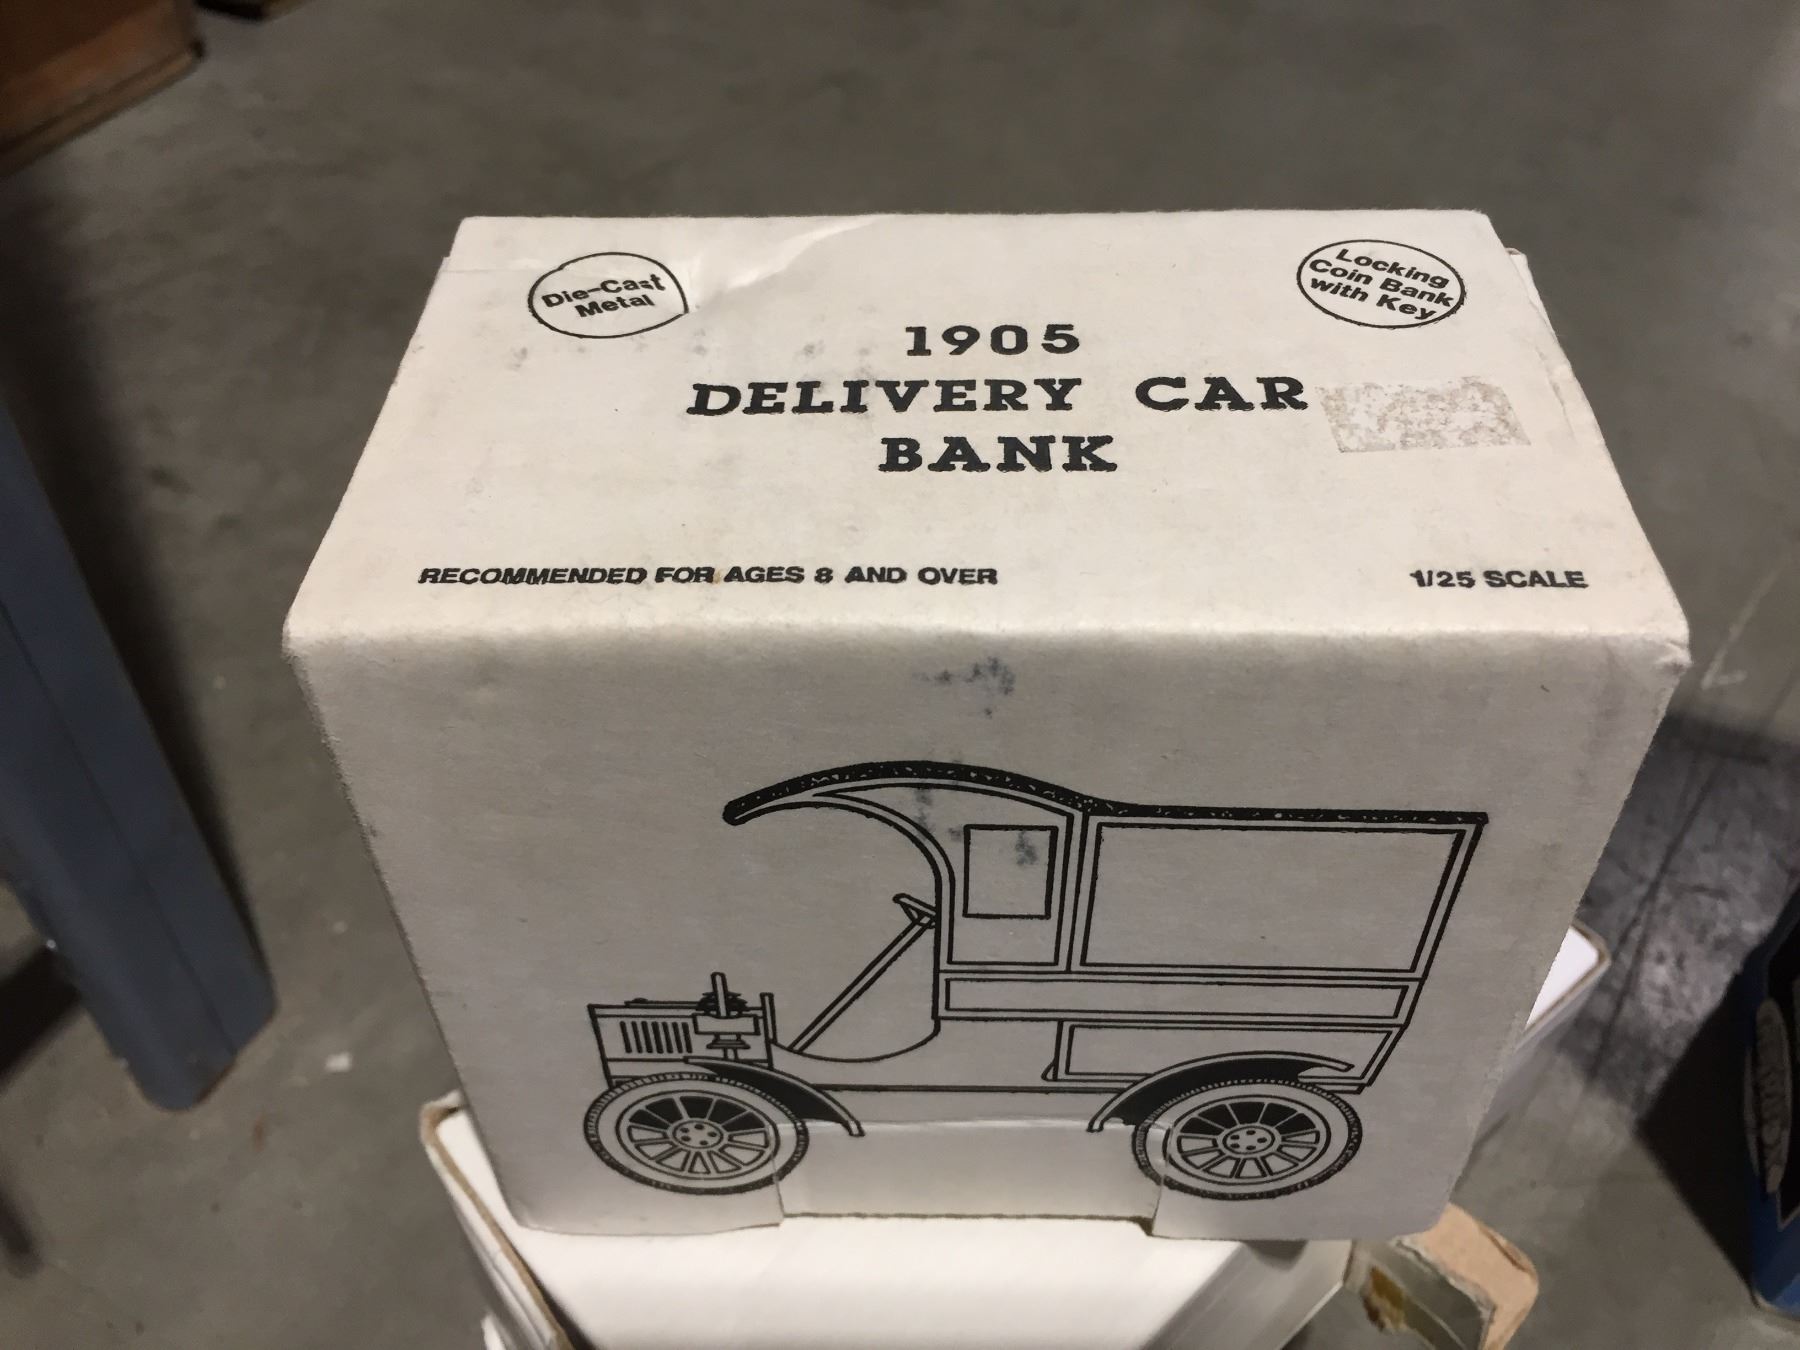 Die-Cast
Metal
Locking
Coin Bank
with Key
1905
DELIVERY CAR
BANK
RECOMMENDED FOR AGES 8 AND OVER
1/25 SCALE